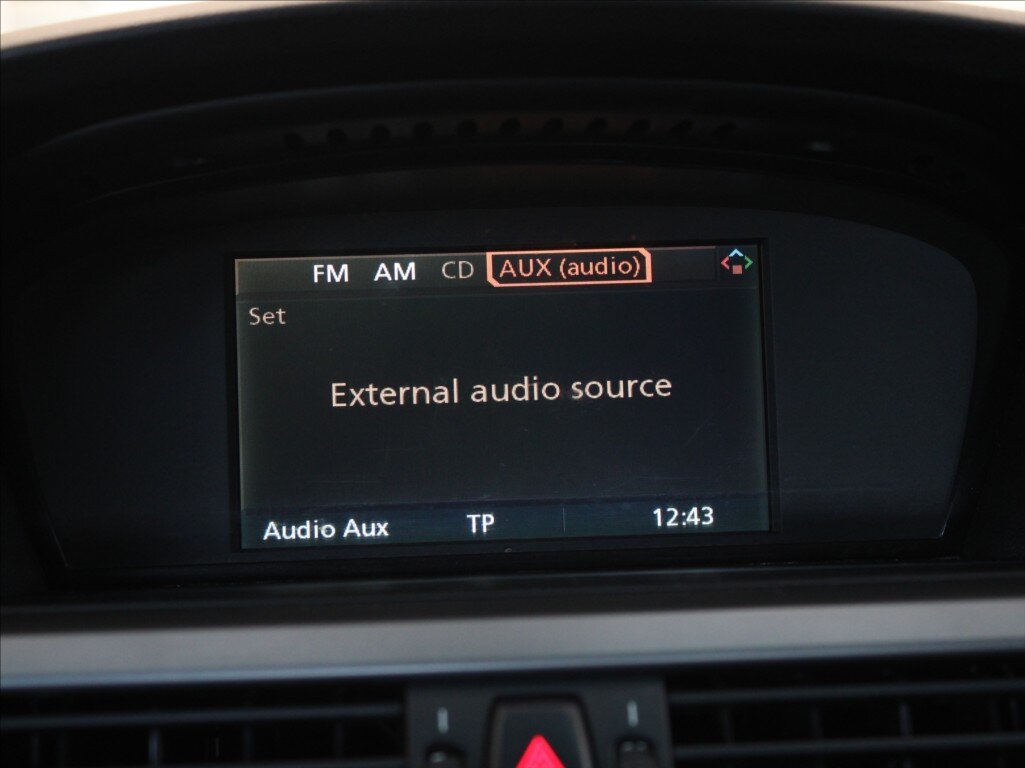 FM AM CD AUX (audio)
Set
External audio source
Audio Aux TP 12:43